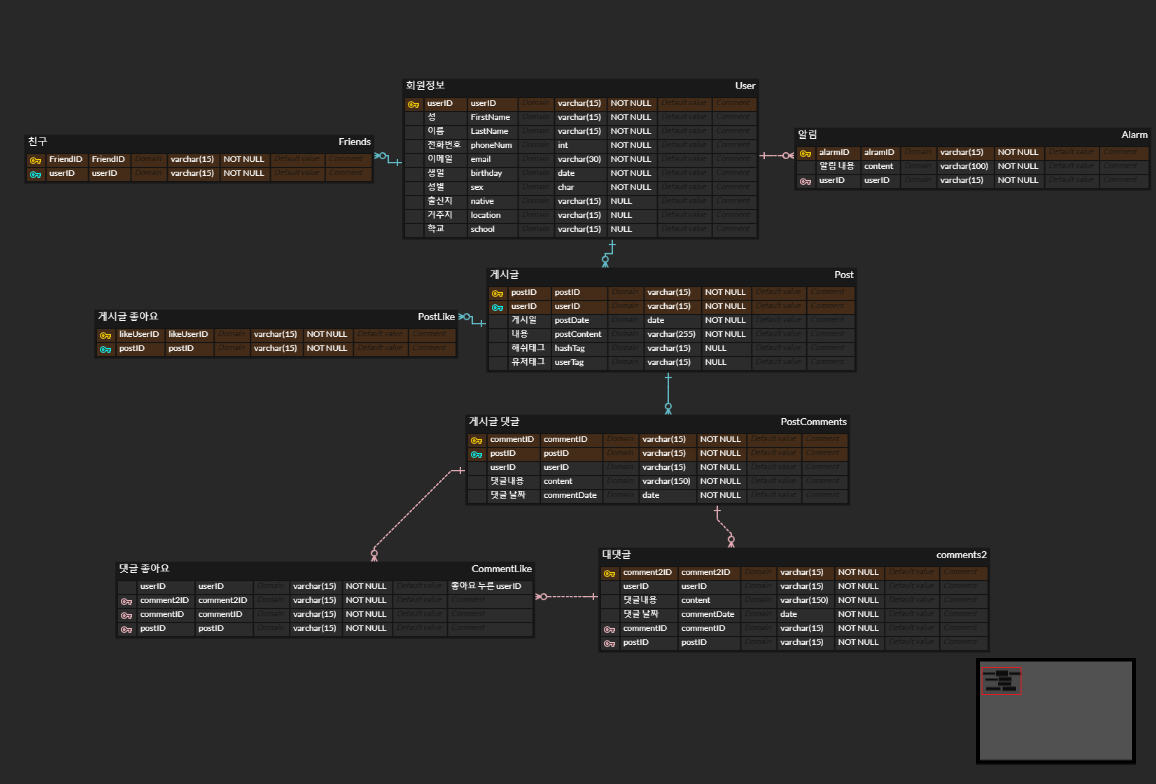 회원정보 User
userID userID Domain varchar(15) NOT NULL Default value Comment
성 FirstName Domain varchar(15) NOT NULL Default value Comment
이름 LastName Domain varchar(15) NOT NULL Default value Comment
전화번호 phoneNum Domain int NOT NULL Default value Comment
이메일 email Domain varchar(30) NOT NULL Default value Comment
생일 birthday Domain date NOT NULL Default value Comment
성별 sex Domain char NOT NULL Default value Comment
출신지 native Domain varchar(15) NULL Default value Comment
거주지 location Domain varchar(15) NULL Default value Comment
학교 school Domain varchar(15) NULL Default value Comment
친구 Friends
FriendID FriendID Domain varchar(15) NOT NULL Default value Comment
userID userID Domain varchar(15) NOT NULL Default value Comment
알림 Alarm
alarmID alramID Domain varchar(15) NOT NULL Default value Comment
알림 내용 content Domain varchar(100) NOT NULL Default value Comment
userID userID Domain varchar(15) NOT NULL Default value Comment
게시글 Post
postID postID Domain varchar(15) NOT NULL Default value Comment
userID userID Domain varchar(15) NOT NULL Default value Comment
게시일 postDate Domain date NOT NULL Default value Comment
내용 postContent Domain varchar(255) NOT NULL Default value Comment
해쉬태그 hashTag Domain varchar(15) NULL Default value Comment
유저태그 userTag Domain varchar(15) NULL Default value Comment
게시글 좋아요 PostLike
likeUserID likeUserID Domain varchar(15) NOT NULL Default value Comment
postID postID Domain varchar(15) NOT NULL Default value Comment
게시글 댓글 PostComments
commentID commentID Domain varchar(15) NOT NULL Default value Comment
postID postID Domain varchar(15) NOT NULL Default value Comment
userID userID Domain varchar(15) NOT NULL Default value Comment
댓글내용 content Domain varchar(150) NOT NULL Default value Comment
댓글 날짜 commentDate Domain date NOT NULL Default value Comment
댓글 좋아요 CommentLike
userID userID Domain varchar(15) NOT NULL Default value 좋아요 누른 userID
comment2ID comment2ID Domain varchar(15) NOT NULL Default value Comment
commentID commentID Domain varchar(15) NOT NULL Default value Comment
postID postID Domain varchar(15) NOT NULL Default value Comment
대댓글 comments2
comment2ID comment2ID Domain varchar(15) NOT NULL Default value Comment
userID userID Domain varchar(15) NOT NULL Default value Comment
댓글내용 content Domain varchar(150) NOT NULL Default value Comment
댓글 날짜 commentDate Domain date NOT NULL Default value Comment
commentID commentID Domain varchar(15) NOT NULL Default value Comment
postID postID Domain varchar(15) NOT NULL Default value Comment